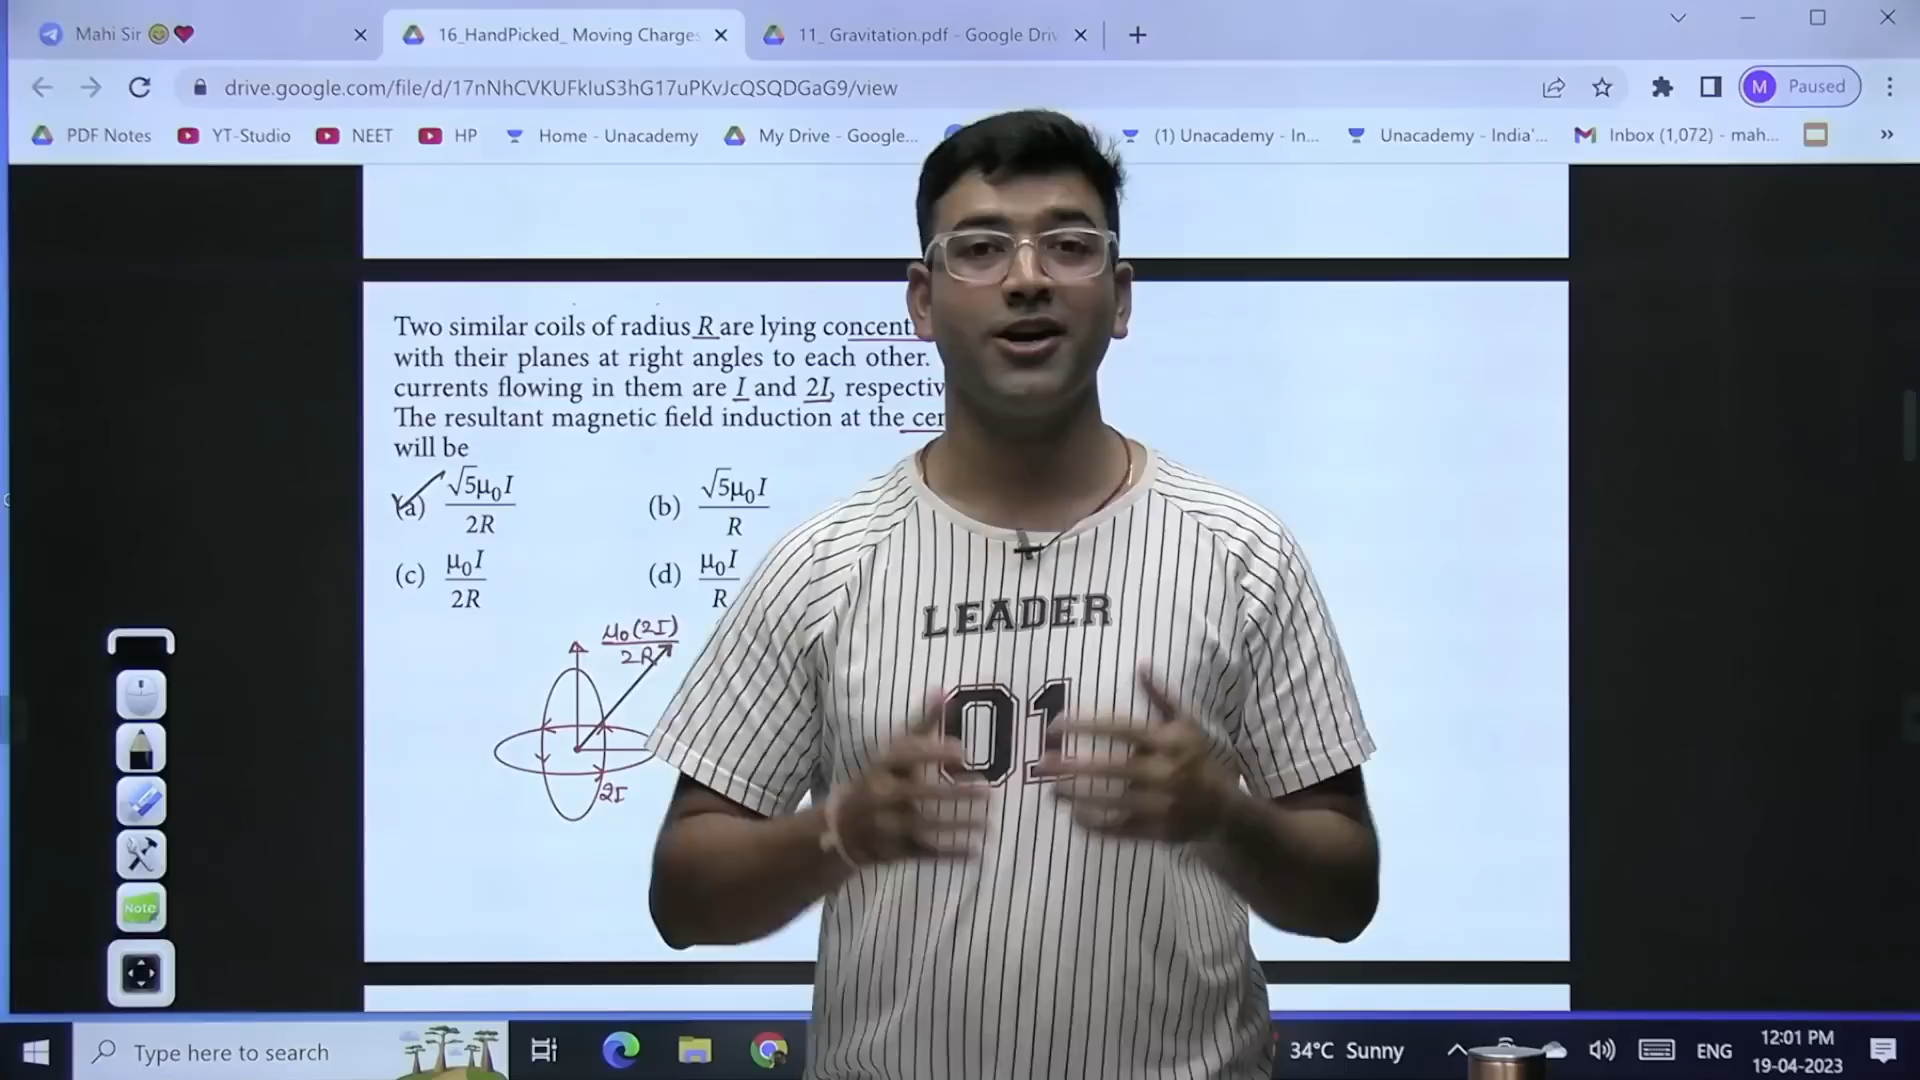 Mahi Sir
16_HandPicked_ Moving Charges
11_ Gravitation.pdf - Google Driv
drive.google.com/file/d/17nNhCVKUFkIuS3hG17uPKvJcQSQDGaG9/view
M Paused
PDF Notes YT-Studio NEET HP Home - Unacademy My Drive - Google... (1) Unacademy - In... Unacademy - India'... Inbox (1,072) - mah... »
Two similar coils of radius R are lying concent
with their planes at right angles to each other.
currents flowing in them are I and 2I, respectiv
The resultant magnetic field induction at the cen
will be
(a) √5μ₀I / 2R (b) √5μ₀I / R
(c) μ₀I / 2R (d) μ₀I / R
μ₀(2I) / 2R
2I
LEADER
01
Note
Type here to search
34°C Sunny
ENG
12:01 PM
19-04-2023